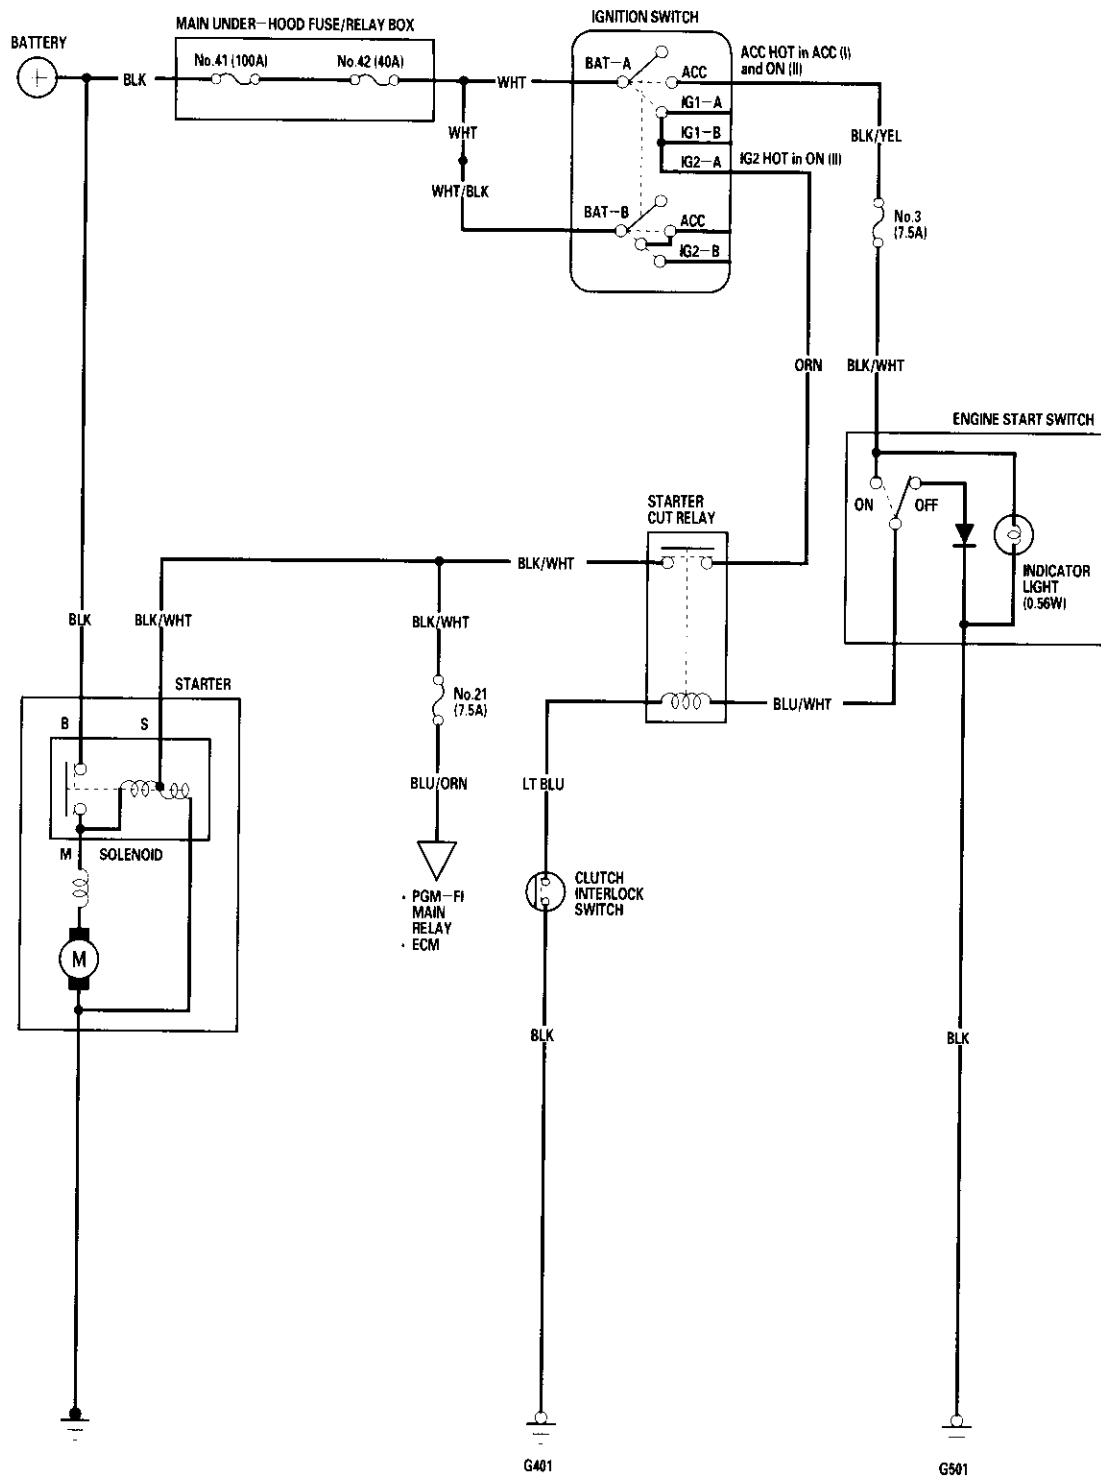 IGNITION SWITCH
MAIN UNDER-HOOD FUSE/RELAY BOX
BATTERY
+
BLK
No.41 (100A)
No.42 (40A)
WHT
BAT-A
ACC
ACC HOT in ACC (I)
and ON (II)
IG1-A
IG1-B
IG2-A
IG2 HOT in ON (II)
WHT
WHT/BLK
BAT-B
ACC
IG2-B
BLK/YEL
No.3
(7.5A)
ORN
BLK/WHT
ENGINE START SWITCH
ON
OFF
INDICATOR
LIGHT
(0.56W)
STARTER
CUT RELAY
BLK/WHT
BLK
BLK/WHT
BLK/WHT
No.21
(7.5A)
BLU/WHT
STARTER
B
S
BLU/ORN
LT BLU
M
SOLENOID
M
· PGM-FI
MAIN
RELAY
· ECM
CLUTCH
INTERLOCK
SWITCH
BLK
BLK
G401
G501